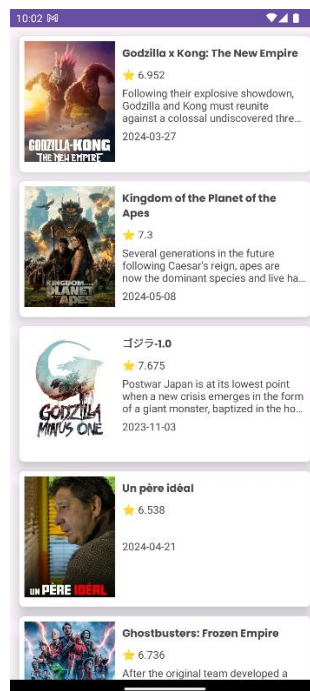 10:02
Godzilla x Kong: The New Empire
6.952
Following their explosive showdown,
Godzilla and Kong must reunite
against a colossal undiscovered thre...
2024-03-27
GODZILLA-KONG
THE NEW EMPIRE
Kingdom of the Planet of the
Apes
7.3
Several generations in the future
following Caesar's reign, apes are
now the dominant species and live ha...
2024-05-08
KINGDOM
PLANET
APES
ゴジラ-1.0
7.675
Postwar Japan is at its lowest point
when a new crisis emerges in the form
of a giant monster, baptized in the ho...
2023-11-03
GODZILLA
MINUS ONE
Un père idéal
6.538
2024-04-21
UN PÈRE IDÉAL
Ghostbusters: Frozen Empire
6.736
After the original team developed a